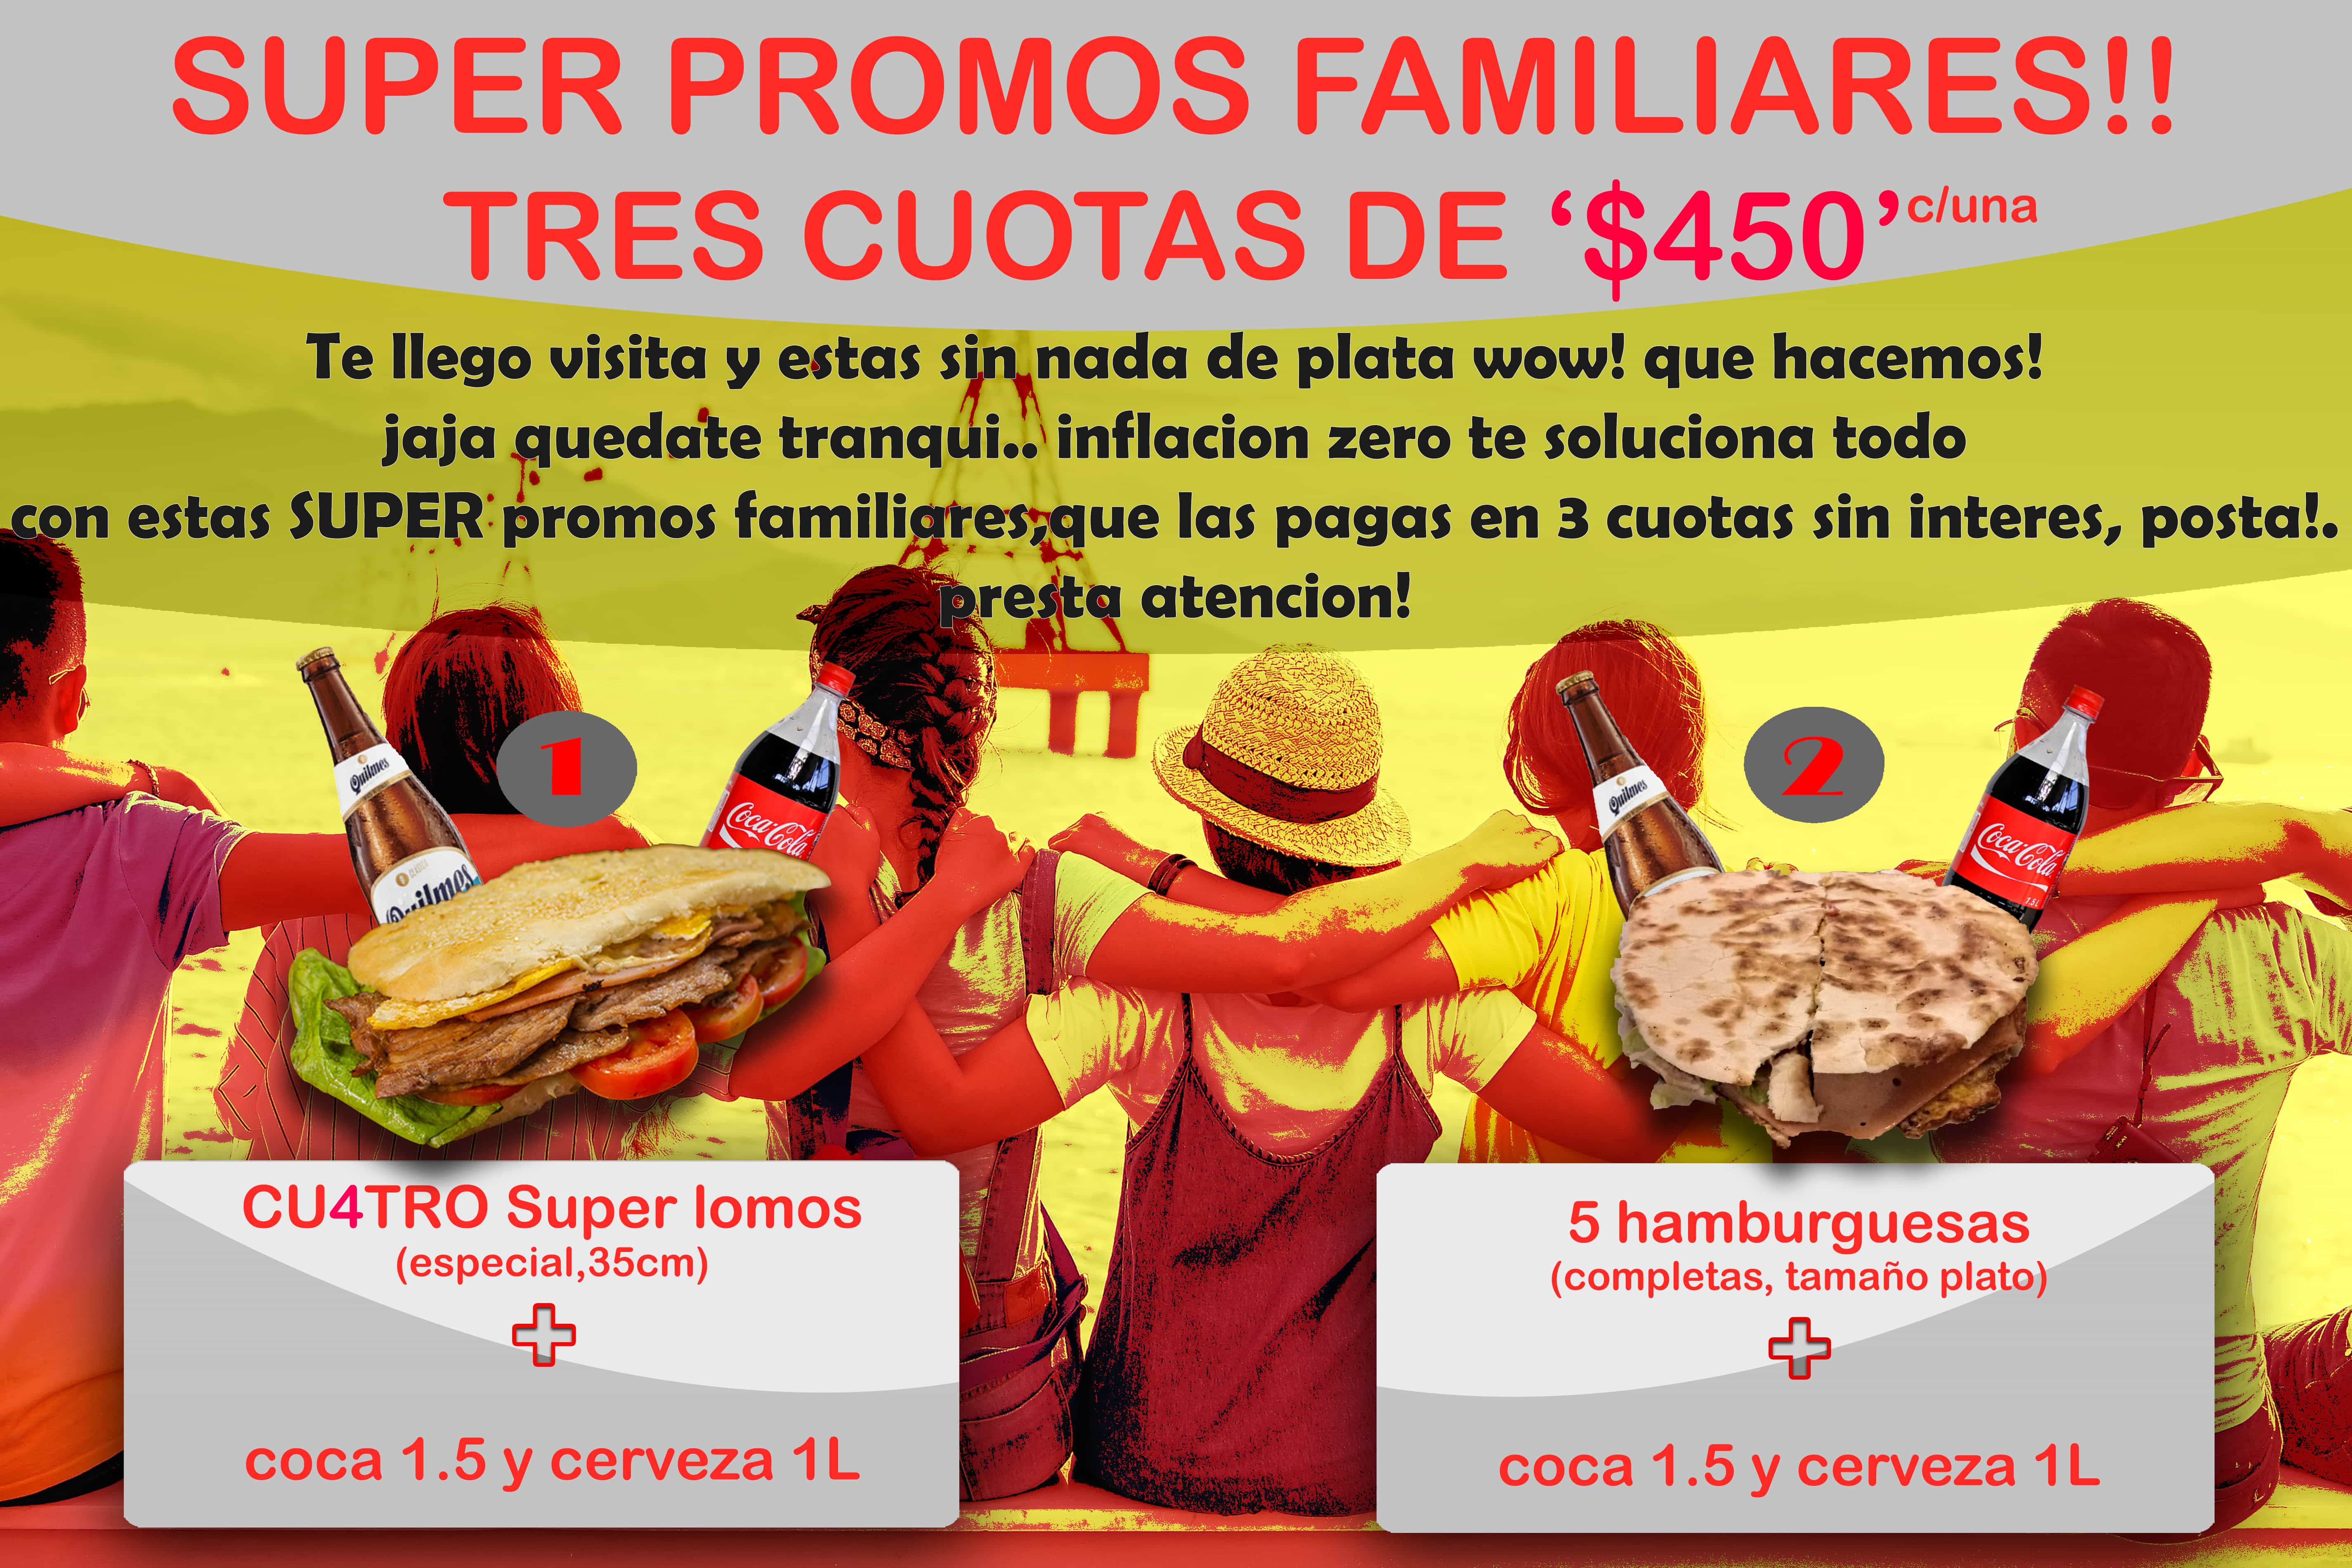 SUPER PROMOS FAMILIARES!!
TRES CUOTAS DE ‘$450’ c/una
Te llego visita y estas sin nada de plata wow! que hacemos!
jaja quedate tranqui.. inflacion zero te soluciona todo
con estas SUPER promos familiares,que las pagas en 3 cuotas sin interes, posta!.
presta atencion!
1
2
Quilmes
Quilmes
Coca-Cola
Quilmes
Coca-Cola
1.5L
CU4TRO Super lomos
(especial,35cm)
coca 1.5 y cerveza 1L
5 hamburguesas
(completas, tamaño plato)
coca 1.5 y cerveza 1L